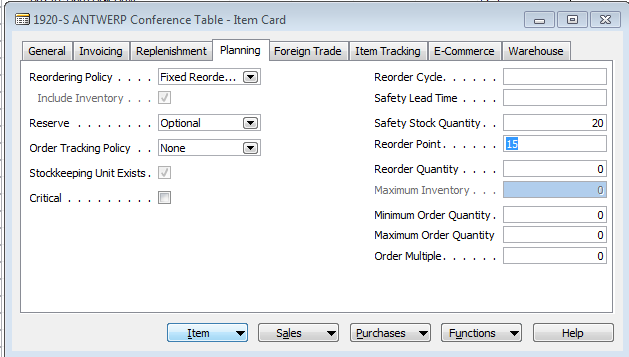 1920-S ANTWERP Conference Table - Item Card
General Invoicing Replenishment Planning Foreign Trade Item Tracking E-Commerce Warehouse
Reordering Policy . . . . Fixed Reorde... Reorder Cycle. . . . . . .
Include Inventory . . . Safety Lead Time . . . .
Reserve . . . . . . . . Optional Safety Stock Quantity . . 20
Reorder Point. . . . . . 15
Order Tracking Policy . . None
Reorder Quantity . . . . 0
Stockkeeping Unit Exists. Maximum Inventory . . . 0
Critical . . . . . . . . . Minimum Order Quantity . 0
Maximum Order Quantity 0
Order Multiple. . . . . . 0
Item Sales Purchases Functions Help